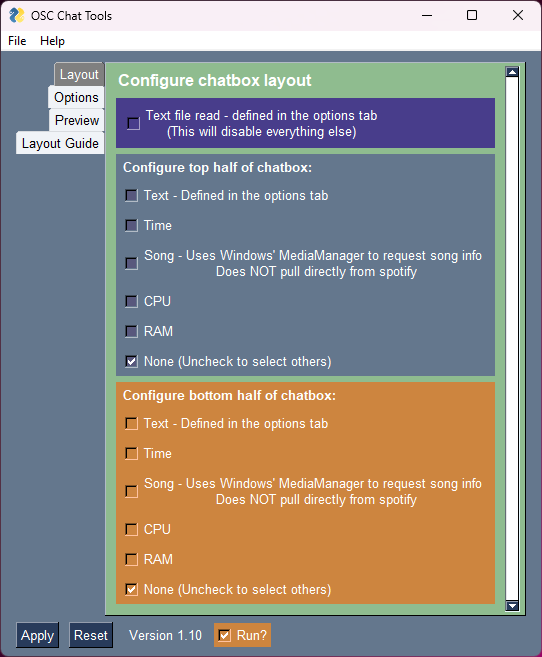 OSC Chat Tools
File Help
Layout
Options
Preview
Layout Guide
Configure chatbox layout
Text file read - defined in the options tab
(This will disable everything else)
Configure top half of chatbox:
Text - Defined in the options tab
Time
Song - Uses Windows' MediaManager to request song info
Does NOT pull directly from spotify
CPU
RAM
None (Uncheck to select others)
Configure bottom half of chatbox:
Text - Defined in the options tab
Time
Song - Uses Windows' MediaManager to request song info
Does NOT pull directly from spotify
CPU
RAM
None (Uncheck to select others)
Apply Reset Version 1.10 Run?